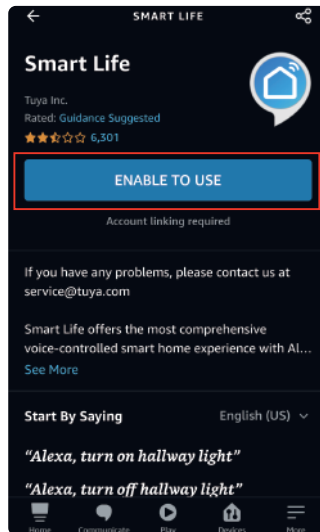 SMART LIFE
Smart Life
Tuya Inc.
Rated: Guidance Suggested
6,301
ENABLE TO USE
Account linking required
If you have any problems, please contact us at
service@tuya.com
Smart Life offers the most comprehensive
voice-controlled smart home experience with Al...
See More
Start By Saying
English (US)
“Alexa, turn on hallway light”
“Alexa, turn off hallway light”
Home
Communicate
Play
Devices
More